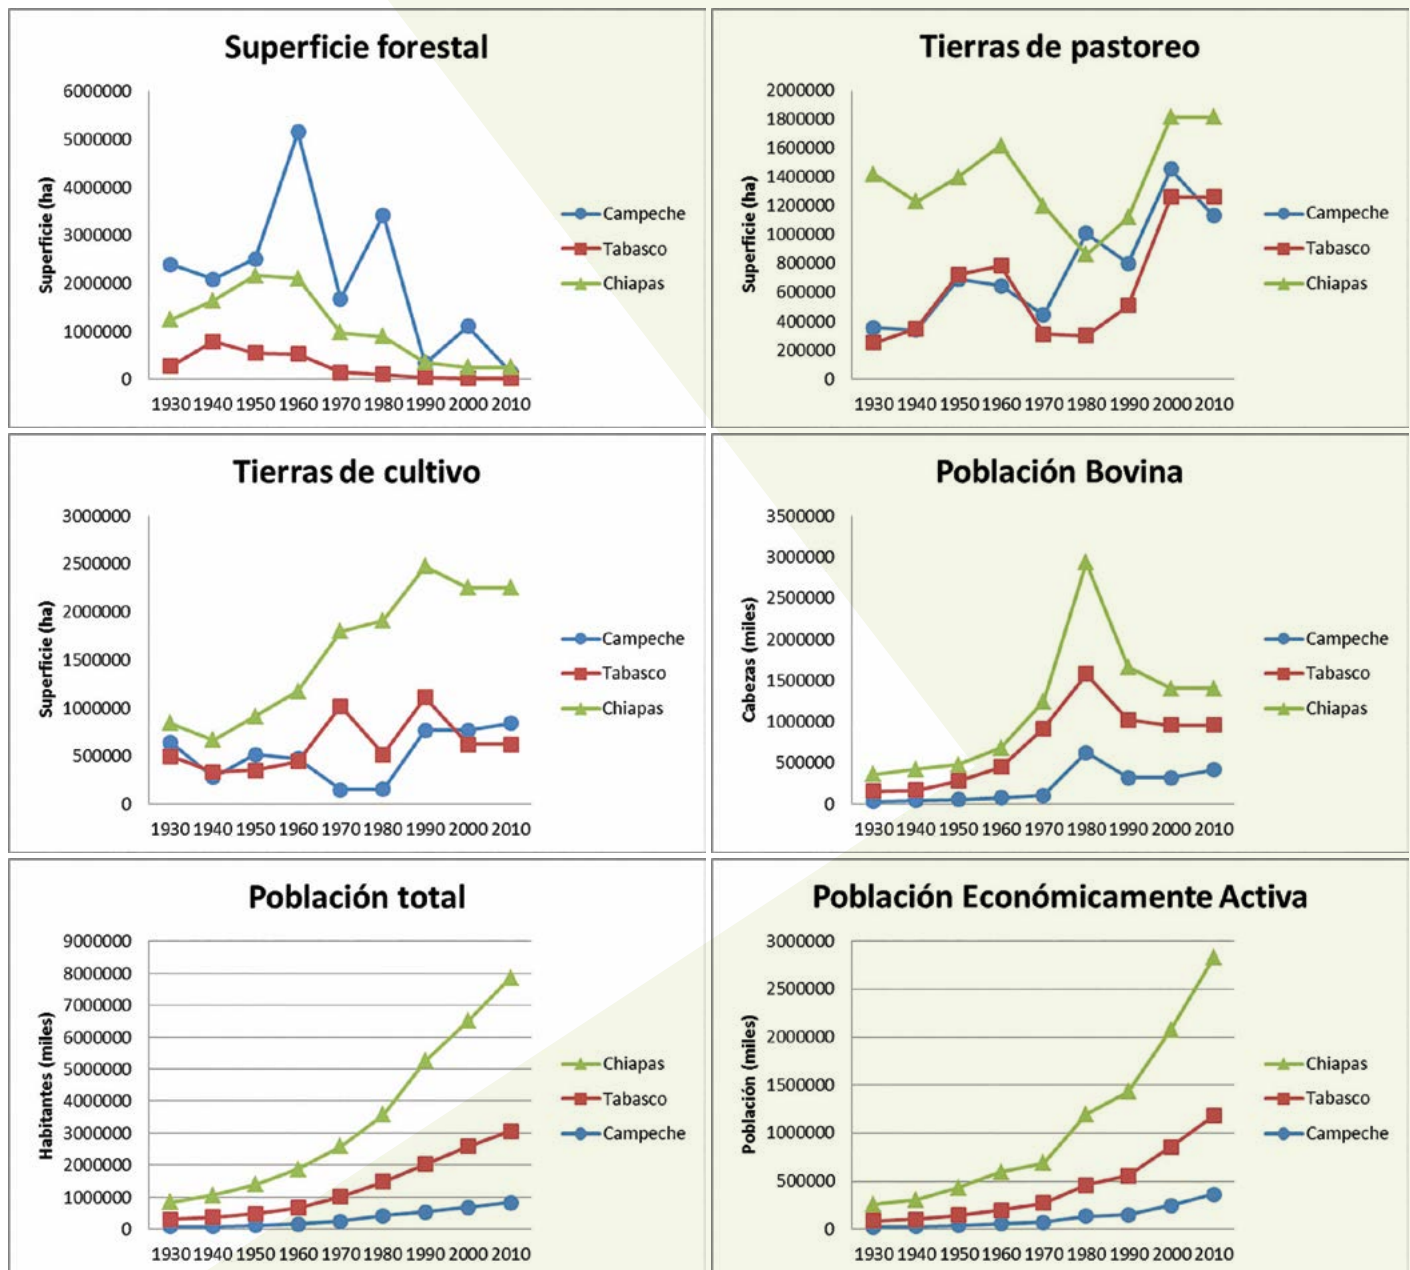 Superficie forestal
6000000
5000000
4000000
3000000
2000000
1000000
0
Superficie (ha)
1930 1940 1950 1960 1970 1980 1990 2000 2010
Campeche
Tabasco
Chiapas
Tierras de pastoreo
2000000
1800000
1600000
1400000
1200000
1000000
800000
600000
400000
200000
0
Superficie (ha)
1930 1940 1950 1960 1970 1980 1990 2000 2010
Campeche
Tabasco
Chiapas
Tierras de cultivo
3000000
2500000
2000000
1500000
1000000
500000
0
Superficie (ha)
1930 1940 1950 1960 1970 1980 1990 2000 2010
Campeche
Tabasco
Chiapas
Población Bovina
3500000
3000000
2500000
2000000
1500000
1000000
500000
0
Cabezas (miles)
1930 1940 1950 1960 1970 1980 1990 2000 2010
Campeche
Tabasco
Chiapas
Población total
9000000
8000000
7000000
6000000
5000000
4000000
3000000
2000000
1000000
0
Habitantes (miles)
1930 1940 1950 1960 1970 1980 1990 2000 2010
Chiapas
Tabasco
Campeche
Población Económicamente Activa
3000000
2500000
2000000
1500000
1000000
500000
0
Población (miles)
1930 1940 1950 1960 1970 1980 1990 2000 2010
Chiapas
Tabasco
Campeche